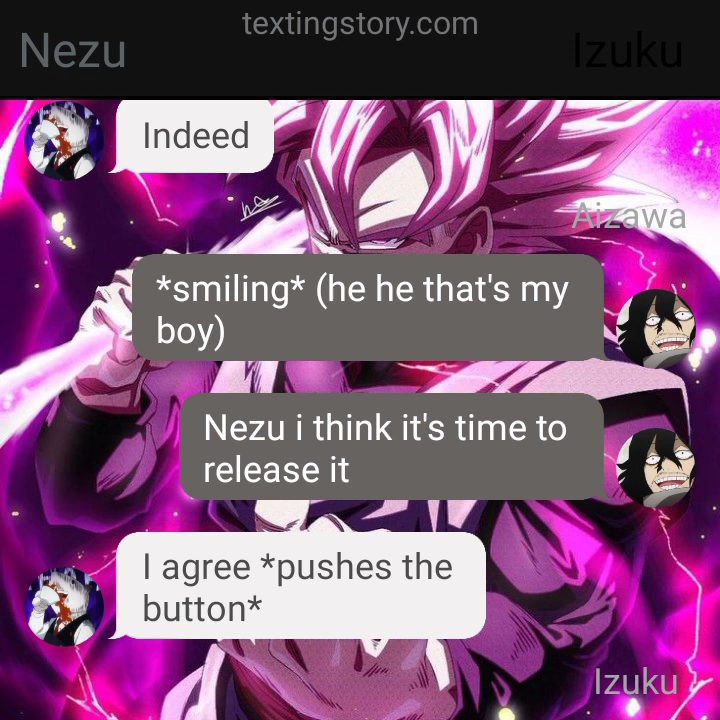 textingstory.com
Nezu
Izuku
Indeed
Aizawa
*smiling* (he he that's my
boy)
Nezu i think it's time to
release it
I agree *pushes the
button*
Izuku